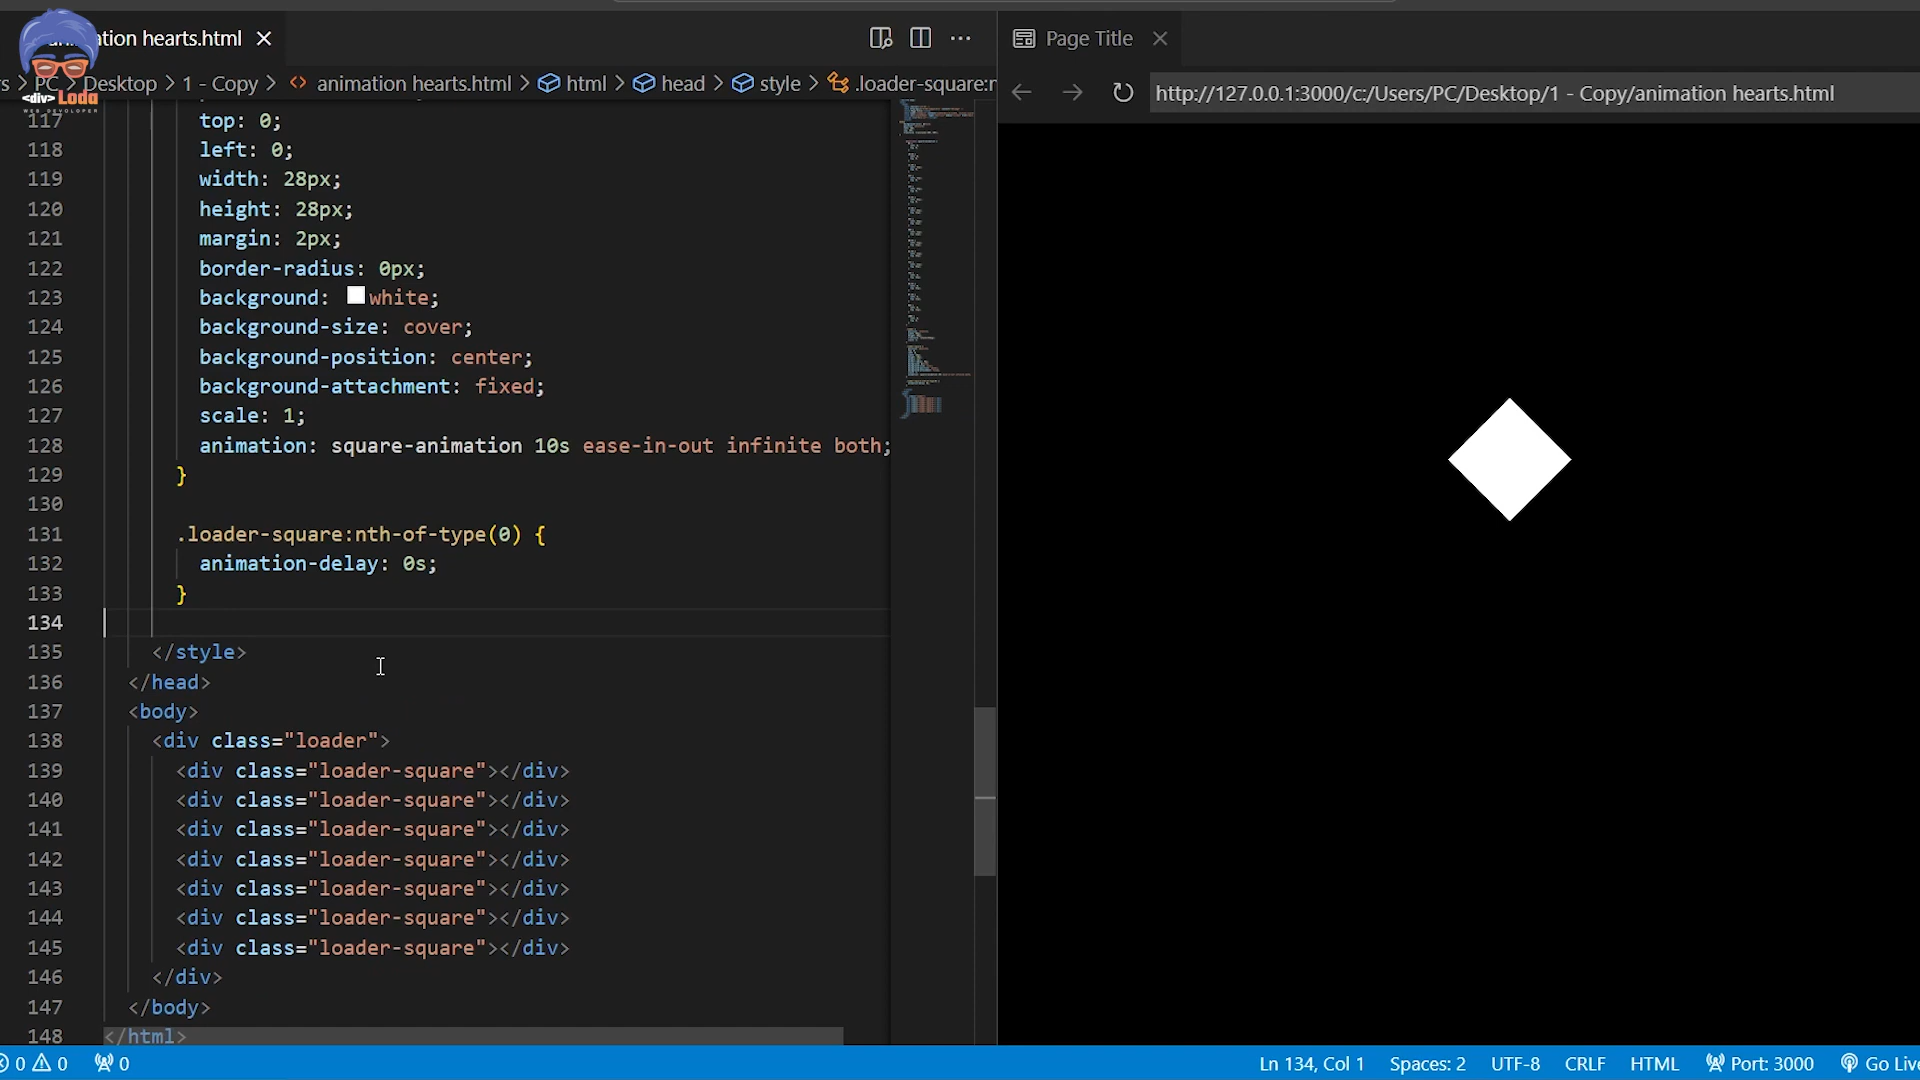 tion hearts.html
Page Title
s > PC > Desktop > 1 - Copy > animation hearts.html > html > head > style > .loader-square:n
http://127.0.0.1:3000/c:/Users/PC/Desktop/1 - Copy/animation hearts.html
<div> Loda
WEB DEVOLOPER
117 top: 0;
118 left: 0;
119 width: 28px;
120 height: 28px;
121 margin: 2px;
122 border-radius: 0px;
123 background: white;
124 background-size: cover;
125 background-position: center;
126 background-attachment: fixed;
127 scale: 1;
128 animation: square-animation 10s ease-in-out infinite both;
129 }
130
131 .loader-square:nth-of-type(0) {
132 animation-delay: 0s;
133 }
134
135 </style>
136 </head>
137 <body>
138 <div class="loader">
139 <div class="loader-square"></div>
140 <div class="loader-square"></div>
141 <div class="loader-square"></div>
142 <div class="loader-square"></div>
143 <div class="loader-square"></div>
144 <div class="loader-square"></div>
145 <div class="loader-square"></div>
146 </div>
147 </body>
148 </html>
0 0 0 Ln 134, Col 1 Spaces: 2 UTF-8 CRLF HTML Port: 3000 Go Live